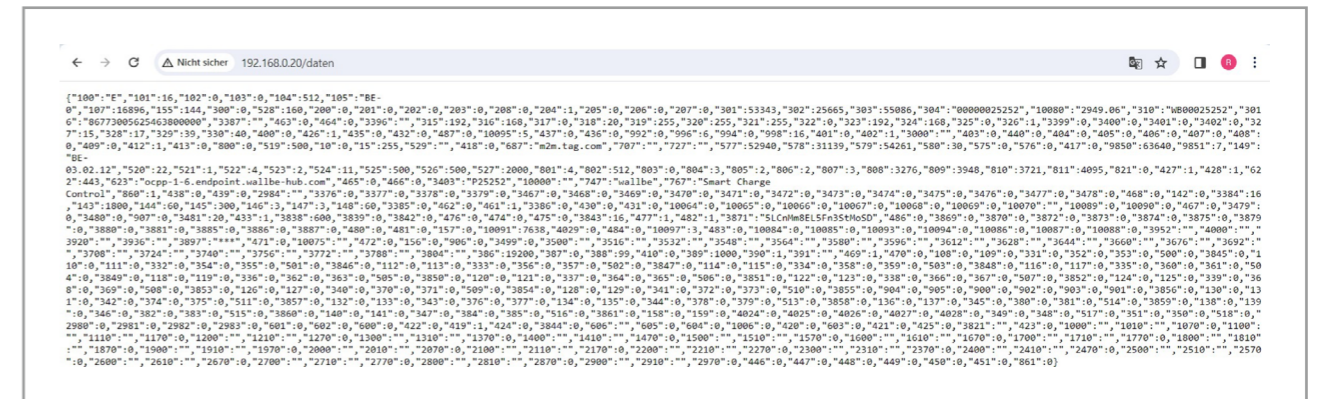 Nicht sicher 192.168.0.20/daten
{"100":"E","101":16,"102":0,"103":0,"104":512,"105":"BE-
0","107":16896,"155":144,"300":0,"528":160,"200":0,"201":0,"202":0,"203":0,"208":0,"204":1,"205":0,"206":0,"207":0,"301":53343,"302":25665,"303":55086,"304":"00000025252","10080":"2949.06","310":"WB00025252","301
6":"86773005625463800000","3387":"","463":0,"464":0,"3396":"","315":192,"316":168,"317":0,"318":20,"319":255,"320":255,"321":255,"322":0,"323":192,"324":168,"325":0,"326":1,"3399":0,"3400":0,"3401":0,"3402":0,"32
7":15,"328":17,"329":39,"330":40,"400":0,"426":1,"435":0,"432":0,"487":0,"10095":5,"437":0,"436":0,"992":0,"996":6,"994":0,"998":16,"401":0,"402":1,"3000":"","403":0,"440":0,"404":0,"405":0,"406":0,"407":0,"408":
0,"409":0,"412":1,"413":0,"800":0,"519":500,"10":0,"15":255,"529":"","418":0,"687":"m2m.tag.com","707":"","727":"","577":52940,"578":31139,"579":54261,"580":30,"575":0,"576":0,"417":0,"9850":63640,"9851":7,"149":
"BE-
03.02.12","520":22,"521":1,"522":4,"523":2,"524":11,"525":500,"526":500,"527":2000,"801":4,"802":512,"803":0,"804":3,"805":2,"806":2,"807":3,"808":3276,"809":3948,"810":3721,"811":4095,"821":0,"427":1,"428":1,"62
2":443,"623":"ocpp-1-6.endpoint.wallbe-hub.com","465":0,"466":0,"3403":"P25252","10000":"","747":"wallbe","767":"Smart Charge
Control","860":1,"438":0,"439":0,"2984":"","3376":0,"3377":0,"3378":0,"3379":0,"3467":0,"3468":0,"3469":0,"3470":0,"3471":0,"3472":0,"3473":0,"3474":0,"3475":0,"3476":0,"3477":0,"3478":0,"468":0,"142":0,"3384":16
,"143":1800,"144":60,"145":300,"146":3,"147":3,"148":60,"3385":0,"462":0,"461":1,"3386":0,"430":0,"431":0,"10064":0,"10065":0,"10066":0,"10067":0,"10068":0,"10069":0,"10070":"","10089":0,"10090":0,"467":0,"3479":
0,"3480":0,"907":0,"3481":20,"433":1,"3838":600,"3839":0,"3842":0,"476":0,"474":0,"475":0,"3843":16,"477":1,"482":1,"3871":"SLCnMm8EL5Fn3StMoSD","486":0,"3869":0,"3870":0,"3872":0,"3873":0,"3874":0,"3875":0,"3879
":0,"3880":0,"3881":0,"3885":0,"3886":0,"3887":0,"480":0,"481":0,"157":0,"10091":7638,"4029":0,"484":0,"10097":3,"483":0,"10084":0,"10085":0,"10093":0,"10094":0,"10086":0,"10087":0,"10088":0,"3952":"","4000":"","
3920":"","3936":"","3897":"***","471":0,"10075":"","472":0,"156":0,"906":0,"3499":0,"3500":"","3516":"","3532":"","3548":"","3564":"","3580":"","3596":"","3612":"","3628":"","3644":"","3660":"","3676":"","3692":"
","3708":"","3724":"","3740":"","3756":"","3772":"","3788":"","3804":"","386":19200,"387":0,"388":99,"410":0,"389":1000,"390":1,"391":"","469":1,"470":0,"108":0,"109":0,"331":0,"352":0,"353":0,"500":0,"3845":0,"1
10":0,"111":0,"332":0,"354":0,"355":0,"501":0,"3846":0,"112":0,"113":0,"333":0,"356":0,"357":0,"502":0,"3847":0,"114":0,"115":0,"334":0,"358":0,"359":0,"503":0,"3848":0,"116":0,"117":0,"335":0,"360":0,"361":0,"50
4":0,"3849":0,"118":0,"119":0,"336":0,"362":0,"363":0,"505":0,"3850":0,"120":0,"121":0,"337":0,"364":0,"365":0,"506":0,"3851":0,"122":0,"123":0,"338":0,"366":0,"367":0,"507":0,"3852":0,"124":0,"125":0,"339":0,"36
8":0,"369":0,"508":0,"3853":0,"126":0,"127":0,"340":0,"370":0,"371":0,"509":0,"3854":0,"128":0,"129":0,"341":0,"372":0,"373":0,"510":0,"3855":0,"904":0,"905":0,"900":0,"902":0,"903":0,"901":0,"3856":0,"130":0,"13
1":0,"342":0,"374":0,"375":0,"511":0,"3857":0,"132":0,"133":0,"343":0,"376":0,"377":0,"134":0,"135":0,"344":0,"378":0,"379":0,"513":0,"3858":0,"136":0,"137":0,"345":0,"380":0,"381":0,"514":0,"3859":0,"138":0,"139
":0,"346":0,"382":0,"383":0,"515":0,"3860":0,"140":0,"141":0,"347":0,"384":0,"385":0,"516":0,"3861":0,"158":0,"159":0,"4024":0,"4025":0,"4026":0,"4027":0,"4028":0,"349":0,"348":0,"517":0,"351":0,"350":0,"518":0,"
2980":0,"2981":0,"2982":0,"2983":0,"601":0,"602":0,"600":0,"422":0,"419":1,"424":0,"3844":0,"606":"","605":0,"604":0,"1006":0,"420":0,"603":0,"421":0,"425":0,"3821":"","423":0,"1000":"","1010":"","1070":0,"1100":
"","1110":"","1170":0,"1200":"","1210":"","1270":0,"1300":"","1310":"","1370":0,"1400":"","1410":"","1470":0,"1500":"","1510":"","1570":0,"1600":"","1610":"","1670":0,"1700":"","1710":"","1770":0,"1800":"","1810"
:"","1870":0,"1900":"","1910":"","1970":0,"2000":"","2010":"","2070":0,"2100":"","2110":"","2170":0,"2200":"","2210":"","2270":0,"2300":"","2310":"","2370":0,"2400":"","2410":"","2470":0,"2500":"","2510":"","2570
":0,"2600":"","2610":"","2670":0,"2700":"","2710":"","2770":0,"2800":"","2810":"","2870":0,"2900":"","2910":"","2970":0,"446":0,"447":0,"448":0,"449":0,"450":0,"451":0,"861":0}